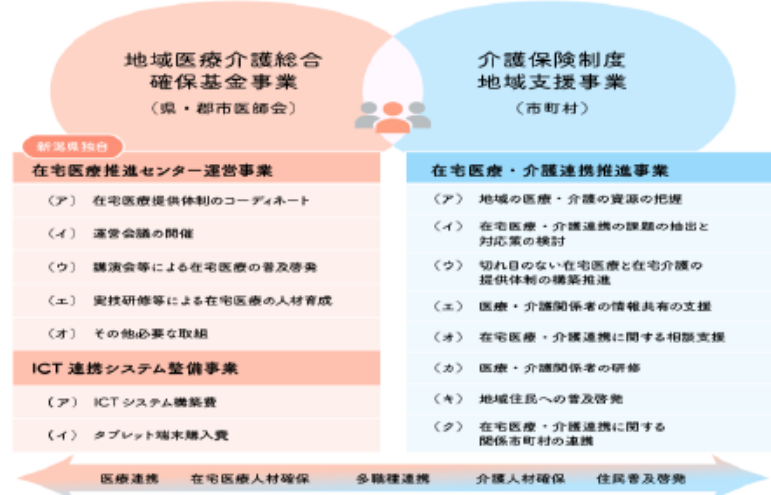 地域医療介護総合
確保基金事業
（県・郡市医師会）
介護保険制度
地域支援事業
（市町村）
新潟県独自
在宅医療推進センター運営事業
（ア） 在宅医療提供体制のコーディネート
（イ） 運営会議の開催
（ウ） 講演会等による在宅医療の普及啓発
（エ） 実技研修等による在宅医療の人材育成
（オ） その他必要な取組
ICT 連携システム整備事業
（ア） ICTシステム構築費
（イ） タブレット端末購入費
在宅医療・介護連携推進事業
（ア） 地域の医療・介護の資源の把握
（イ） 在宅医療・介護連携の課題の抽出と
対応策の検討
（ウ） 切れ目のない在宅医療と在宅介護の
提供体制の構築推進
（エ） 医療・介護関係者の情報共有の支援
（オ） 在宅医療・介護連携に関する相談支援
（カ） 医療・介護関係者の研修
（キ） 地域住民への普及啓発
（ク） 在宅医療・介護連携に関する
関係市町村の連携
医療連携 在宅医療人材確保 多職種連携 介護人材確保 住民普及啓発